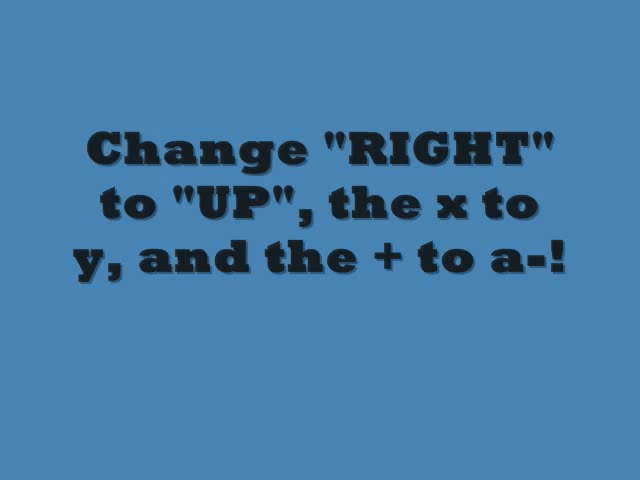 Change "RIGHT"
to "UP", the x to
y, and the + to a-!